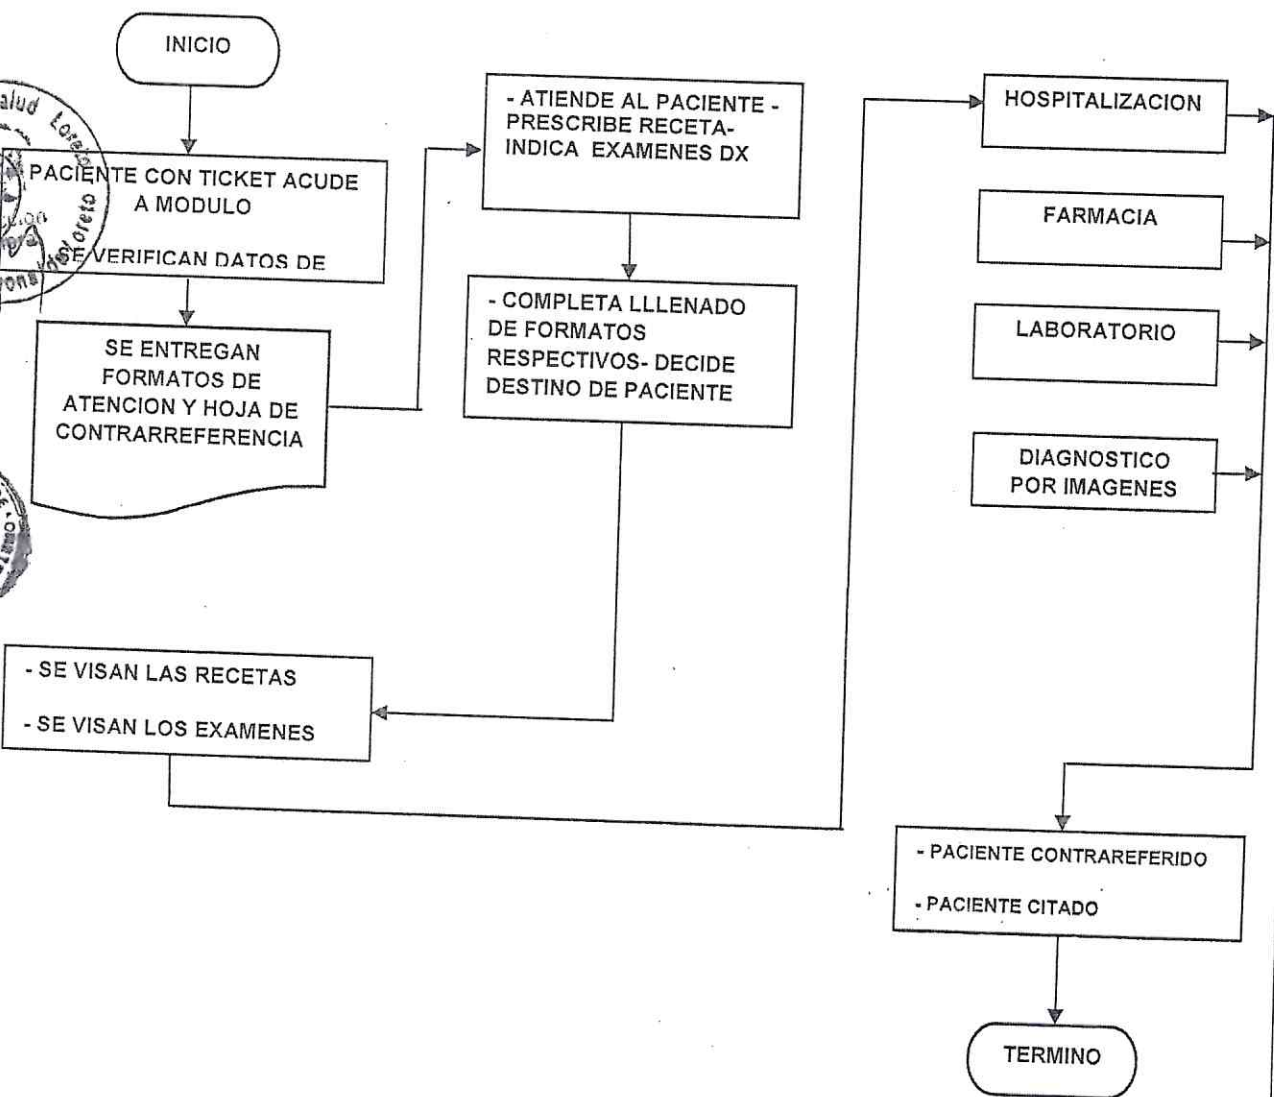 INICIO
alud Loreto
PACIENTE CON TICKET ACUDE
A MODULO
SE VERIFICAN DATOS DE
SE ENTREGAN
FORMATOS DE
ATENCION Y HOJA DE
CONTRARREFERENCIA
- ATIENDE AL PACIENTE -
PRESCRIBE RECETA-
INDICA EXAMENES DX
- COMPLETA LLLENADO
DE FORMATOS
RESPECTIVOS- DECIDE
DESTINO DE PACIENTE
- SE VISAN LAS RECETAS
- SE VISAN LOS EXAMENES
HOSPITALIZACION
FARMACIA
LABORATORIO
DIAGNOSTICO
POR IMAGENES
- PACIENTE CONTRAREFERIDO
- PACIENTE CITADO
TERMINO